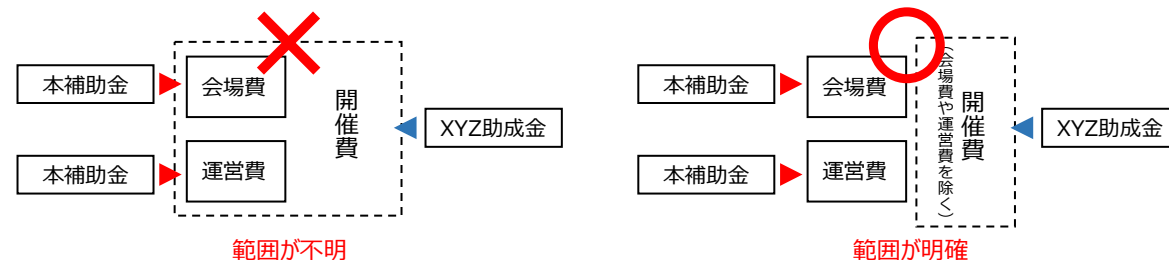 本補助金
会場費
開催費
XYZ助成金
本補助金
運営費
範囲が不明
本補助金
会場費
開催費
（会場費や運営費を除く）
XYZ助成金
本補助金
運営費
範囲が明確